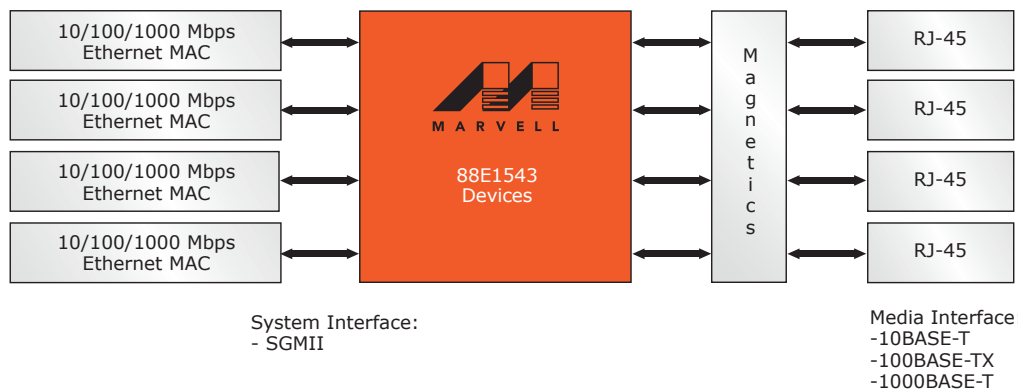 10/100/1000 Mbps
Ethernet MAC
10/100/1000 Mbps
Ethernet MAC
10/100/1000 Mbps
Ethernet MAC
10/100/1000 Mbps
Ethernet MAC
MARVELL
88E1543
Devices
Magnetics
RJ-45
RJ-45
RJ-45
RJ-45
System Interface:
- SGMII
Media Interface
-10BASE-T
-100BASE-TX
-1000BASE-T